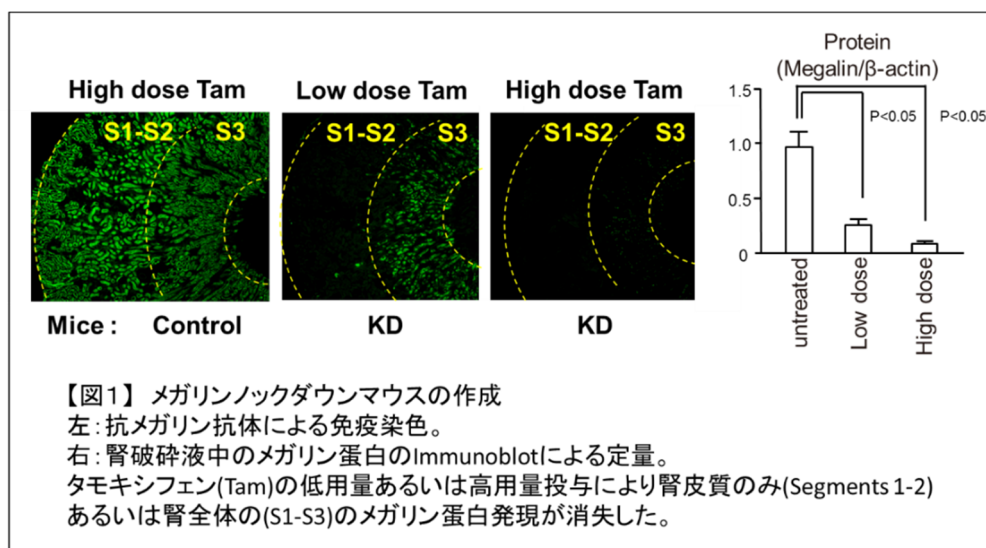 High dose Tam
Low dose Tam
High dose Tam
S1-S2
S3
S1-S2
S3
S1-S2
S3
Mice :
Control
KD
KD
Protein
(Megalin/β-actin)
1.5
1.0
0.5
0
P<0.05
P<0.05
untreated
Low dose
High dose
【図1】 メガリンノックダウンマウスの作成
左:抗メガリン抗体による免疫染色。
右:腎破砕液中のメガリン蛋白のImmunoblotによる定量。
タモキシフェン(Tam)の低用量あるいは高用量投与により腎皮質のみ(Segments 1-2)
あるいは腎全体の(S1-S3)のメガリン蛋白発現が消失した。